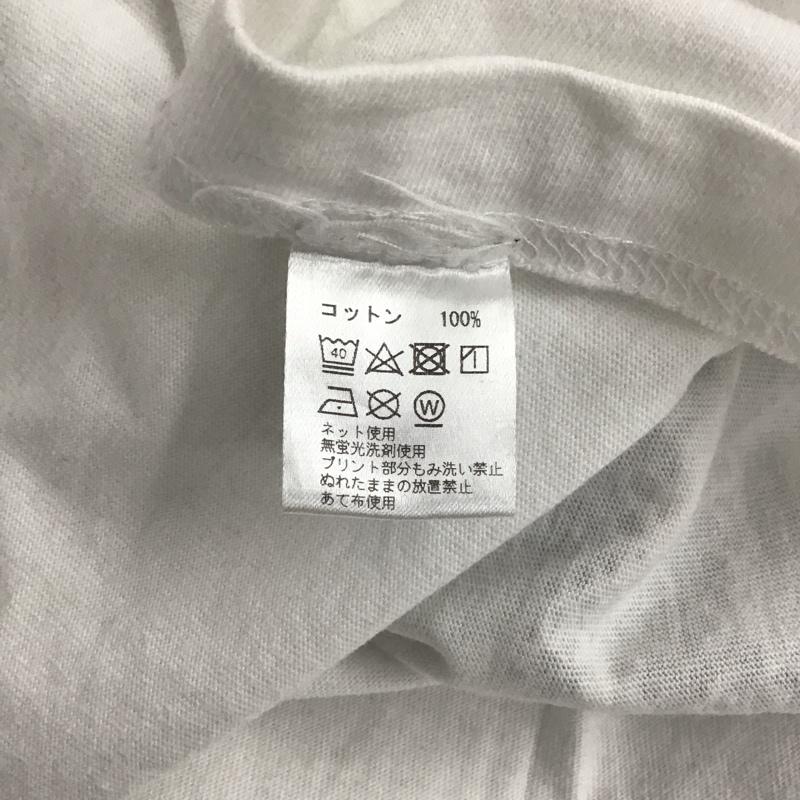 コットン 100%
40
W
ネット使用
無蛍光洗剤使用
プリント部分もみ洗い禁止
ぬれたままの放置禁止
あて布使用